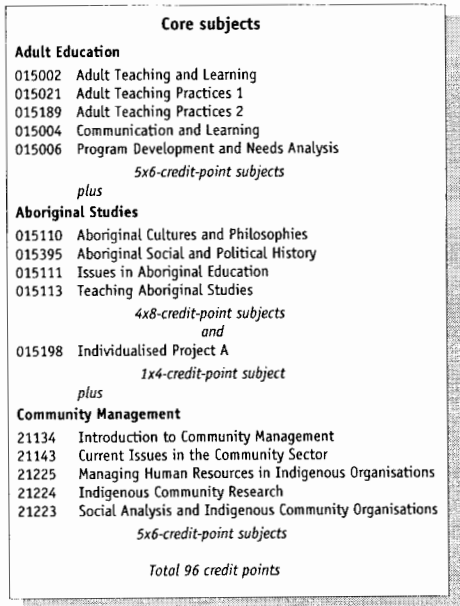 Core subjects
Adult Education
015002 Adult Teaching and Learning
015021 Adult Teaching Practices 1
015189 Adult Teaching Practices 2
015004 Communication and Learning
015006 Program Development and Needs Analysis
5x6-credit-point subjects
plus
Aboriginal Studies
015110 Aboriginal Cultures and Philosophies
015395 Aboriginal Social and Political History
015111 Issues in Aboriginal Education
015113 Teaching Aboriginal Studies
4x8-credit-point subjects
and
015198 Individualised Project A
1x4-credit-point subject
plus
Community Management
21134 Introduction to Community Management
21143 Current Issues in the Community Sector
21225 Managing Human Resources in Indigenous Organisations
21224 Indigenous Community Research
21223 Social Analysis and Indigenous Community Organisations
5x6-credit-point subjects
Total 96 credit points